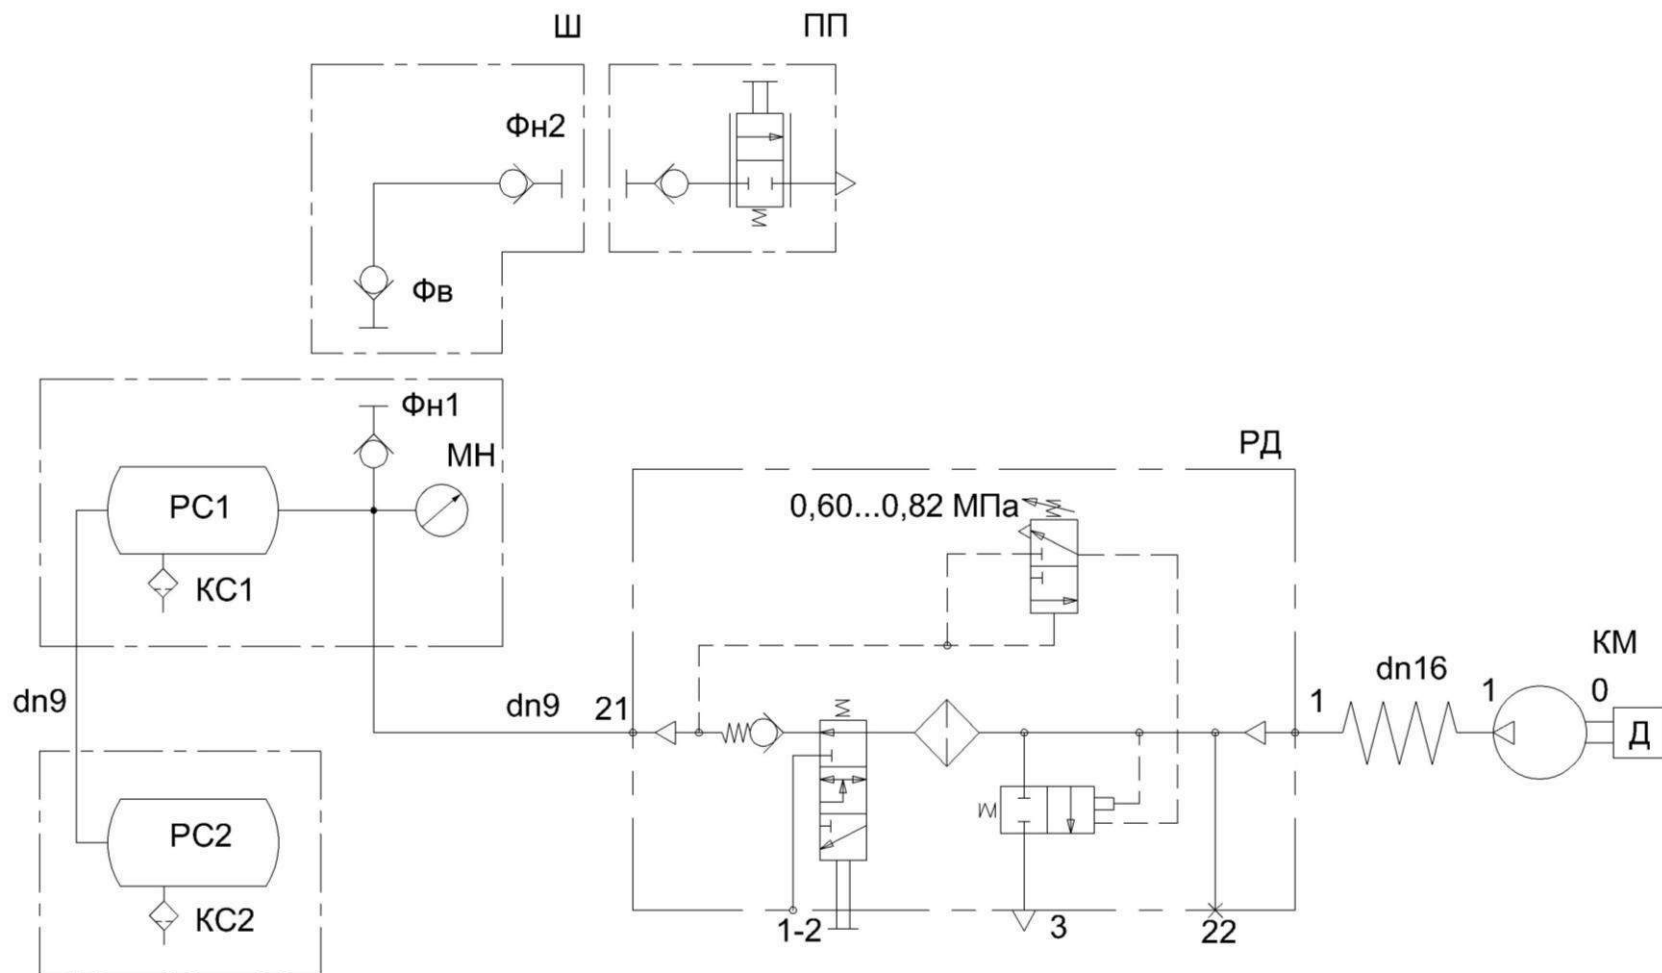 Ш
ПП
Фн2
Фв
Фн1
МН
РС1
КС1
dn9
РС2
КС2
dn9
21
РД
0,60...0,82 МПа
1-2
3
22
1
dn16
1
КМ
0
Д